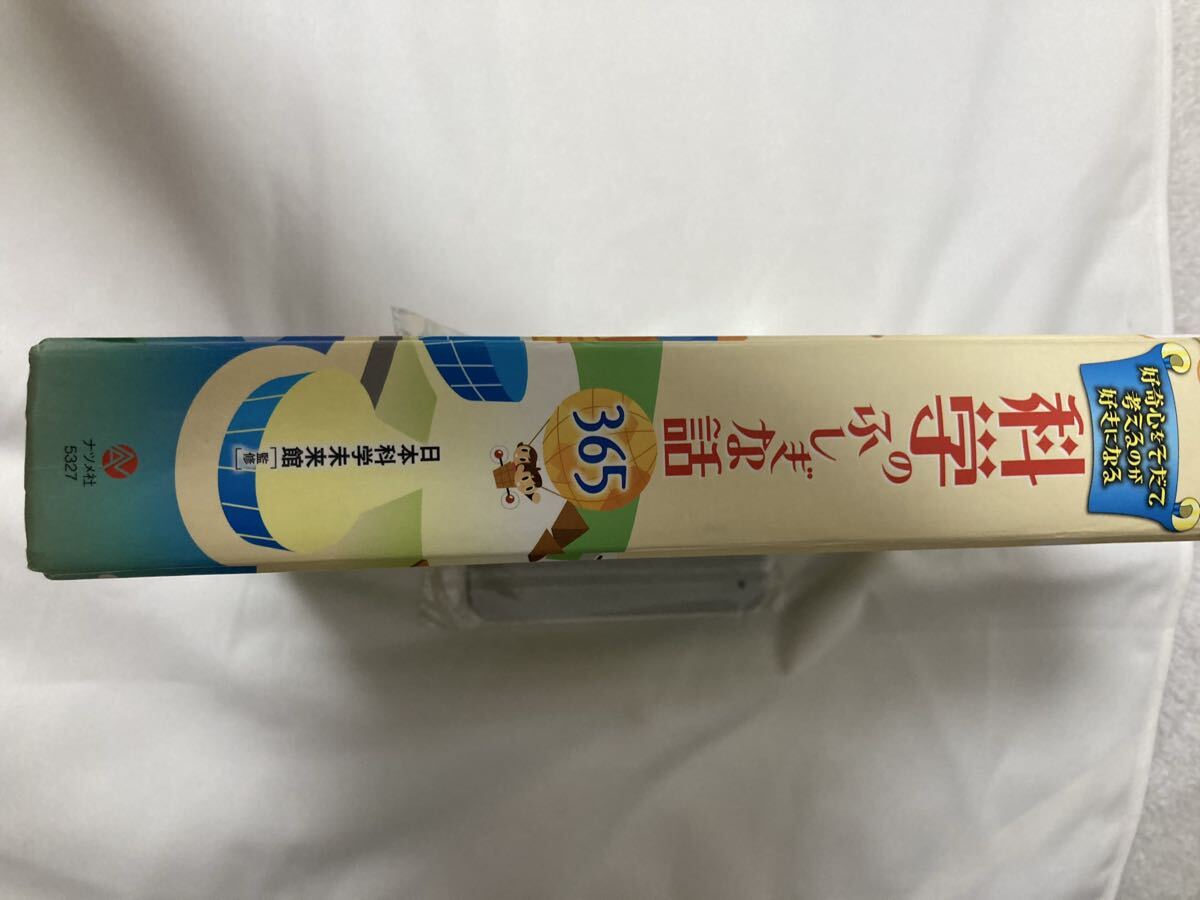 好奇心をそだて
考えるのが
好きになる
科学の
ふしぎな話
365
日本科学未来館[監修]
ナツメ社
5327